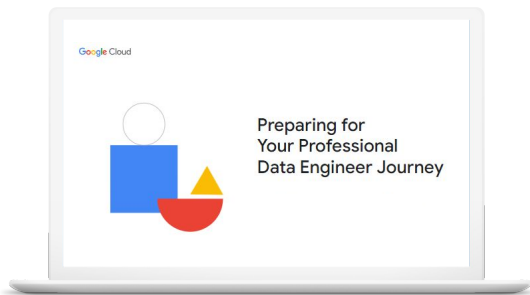 Google Cloud
Preparing for
Your Professional
Data Engineer Journey